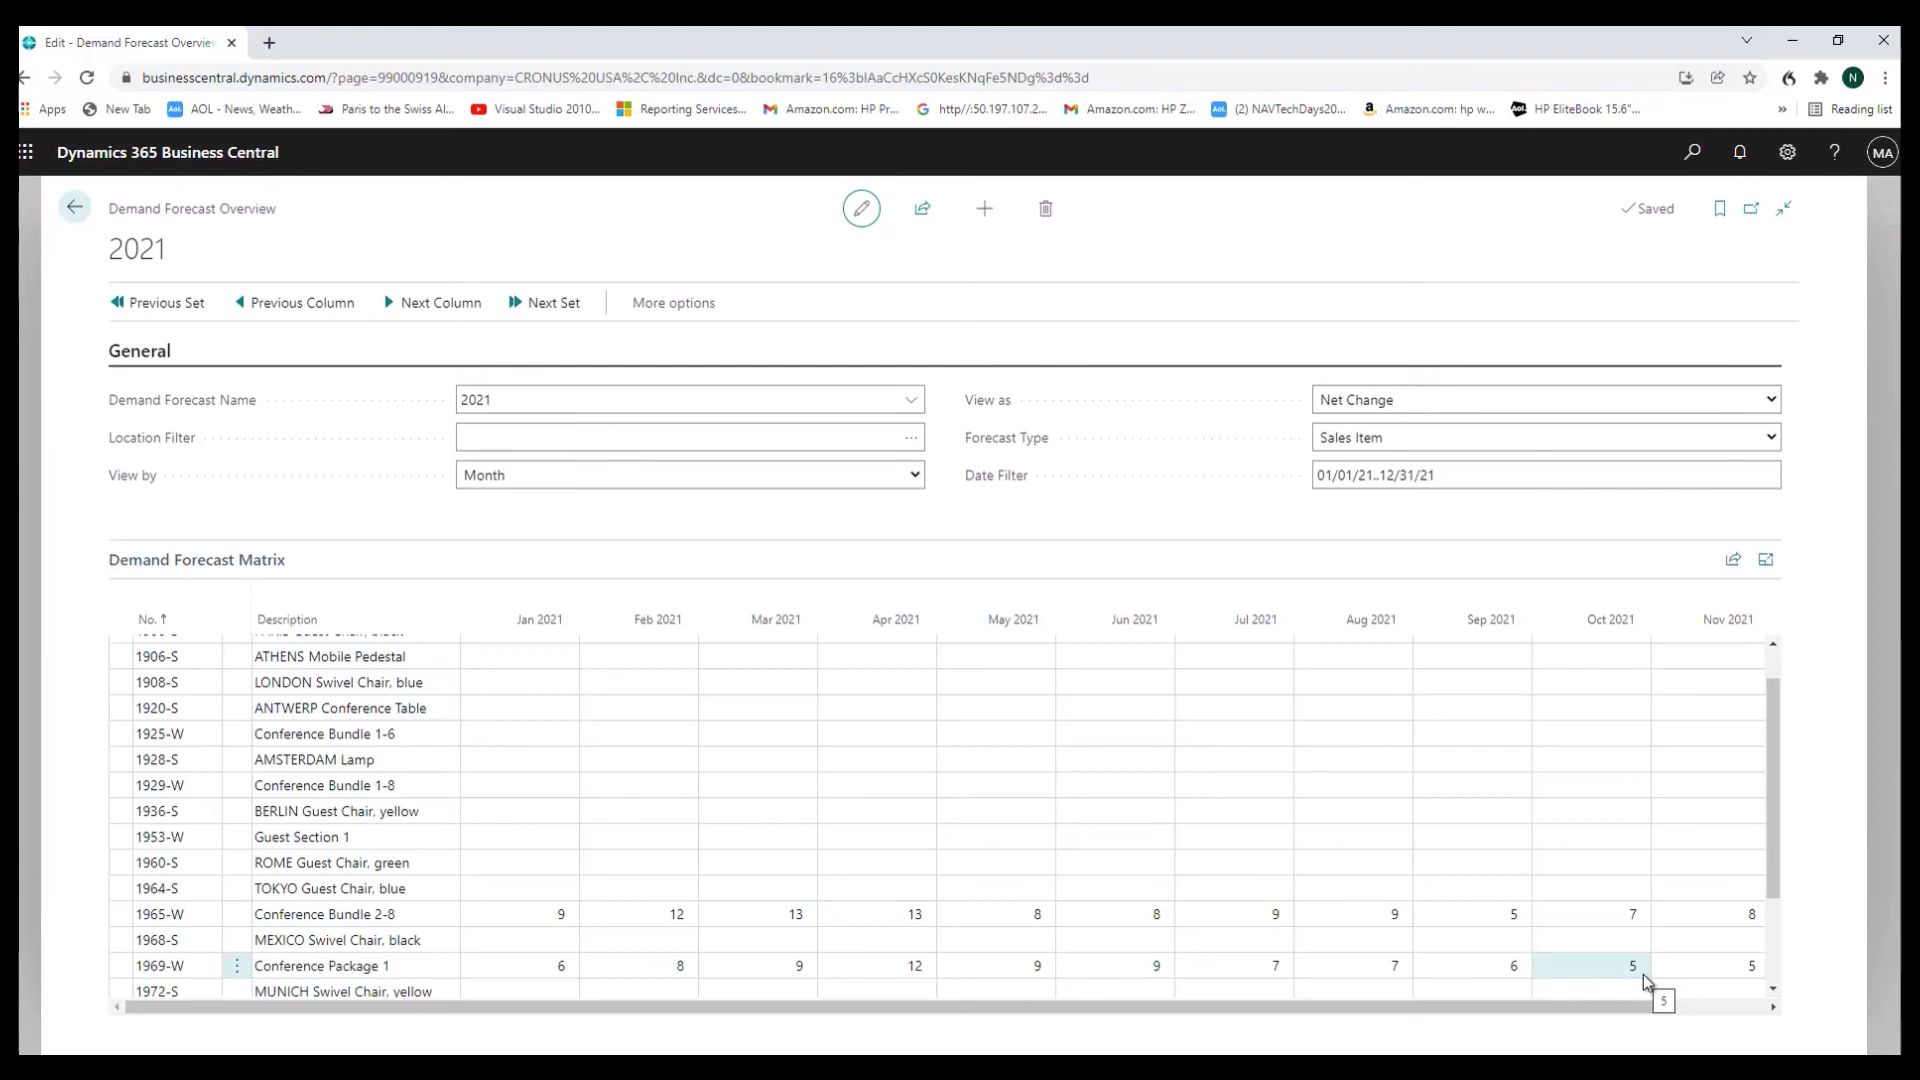 Edit - Demand Forecast Overview
businesscentral.dynamics.com/?page=99000919&company=CRONUS%20USA%2C%20Inc.&dc=0&bookmark=16%3bIAaCcHXcS0KesKNqFe5NDg%3d%3d
N
Apps New Tab AOL - News, Weath... Paris to the Swiss Al... Visual Studio 2010... Reporting Services... Amazon.com: HP Pr... http//:50.197.107.2... Amazon.com: HP Z... (2) NAVTechDays20... Amazon.com: hp w... HP EliteBook 15.6"... » Reading list
Dynamics 365 Business Central ? MA
Demand Forecast Overview Saved
2021
Previous Set Previous Column Next Column Next Set More options
General
Demand Forecast Name 2021 View as Net Change
Location Filter ... Forecast Type Sales Item
View by Month Date Filter 01/01/21..12/31/21
Demand Forecast Matrix
No. ↑ Description Jan 2021 Feb 2021 Mar 2021 Apr 2021 May 2021 Jun 2021 Jul 2021 Aug 2021 Sep 2021 Oct 2021 Nov 2021
1906-S ATHENS Mobile Pedestal
1908-S LONDON Swivel Chair, blue
1920-S ANTWERP Conference Table
1925-W Conference Bundle 1-6
1928-S AMSTERDAM Lamp
1929-W Conference Bundle 1-8
1936-S BERLIN Guest Chair, yellow
1953-W Guest Section 1
1960-S ROME Guest Chair, green
1964-S TOKYO Guest Chair, blue
1965-W Conference Bundle 2-8 9 12 13 13 8 8 9 9 5 7 8
1968-S MEXICO Swivel Chair, black
1969-W Conference Package 1 6 8 9 12 9 9 7 7 6 5 5
1972-S MUNICH Swivel Chair, yellow
5